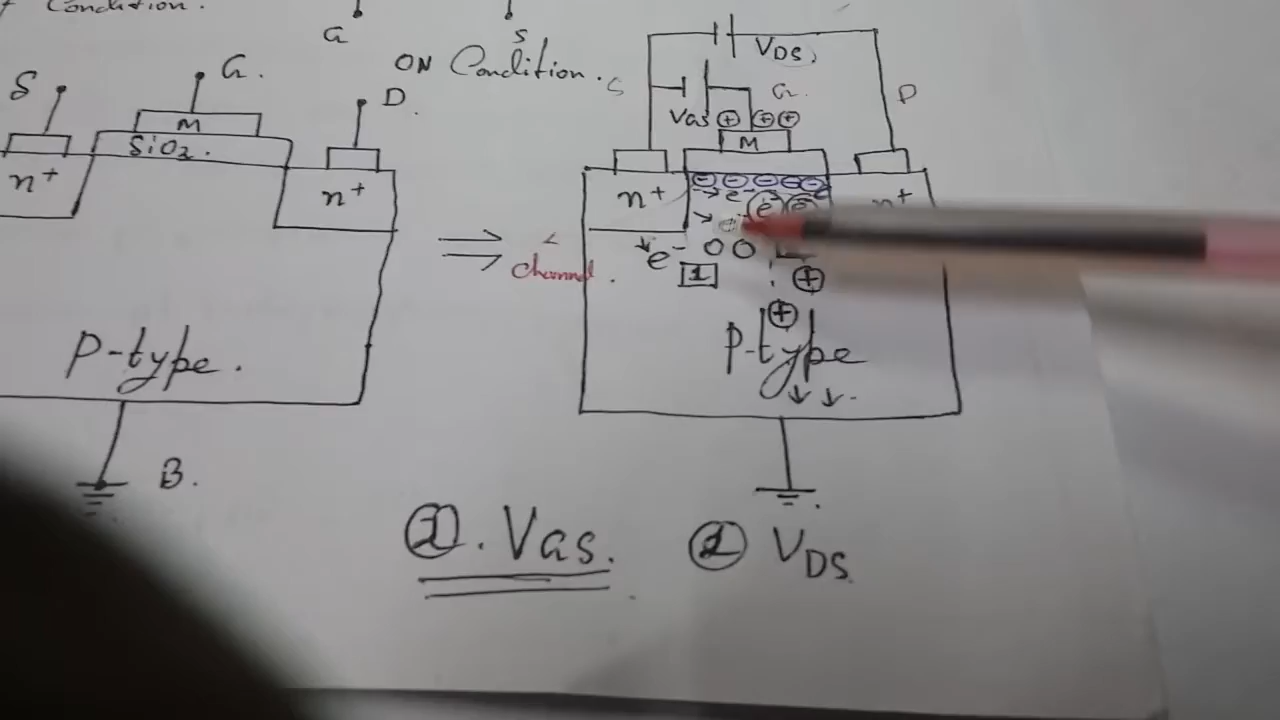 Condition.
G
S
ON Condition.
S
G.
D.
M
SiO2.
n+
n+
P-type.
B.
channel.
VDS,
VGS
G.
D
+ + +
M
- - - - -
n+
n+
e-
e- e-
e-
1
+
+
P-type
1. VGS.
2 VDS